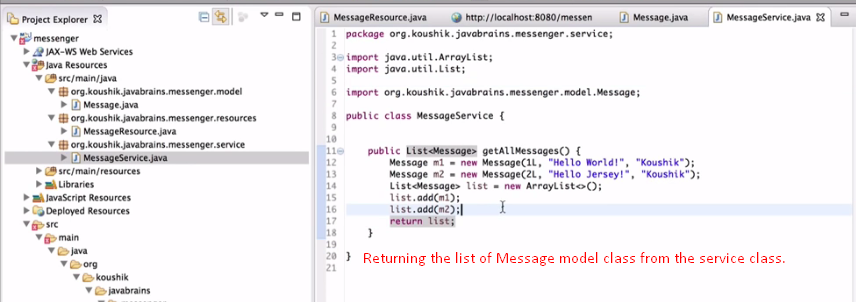 Project Explorer
messenger
JAX-WS Web Services
Java Resources
src/main/java
org.koushik.javabrains.messenger.model
Message.java
org.koushik.javabrains.messenger.resources
MessageResource.java
org.koushik.javabrains.messenger.service
MessageService.java
src/main/resources
Libraries
JavaScript Resources
Deployed Resources
src
main
java
org
koushik
javabrains
MessageResource.java
http://localhost:8080/messen
Message.java
MessageService.java
1 package org.koushik.javabrains.messenger.service;
2
3 import java.util.ArrayList;
4 import java.util.List;
5
6 import org.koushik.javabrains.messenger.model.Message;
7
8 public class MessageService {
9
10
11 public List<Message> getAllMessages() {
12 Message m1 = new Message(1L, "Hello World!", "Koushik");
13 Message m2 = new Message(2L, "Hello Jersey!", "Koushik");
14 List<Message> list = new ArrayList<>();
15 list.add(m1);
16 list.add(m2);
17 return list;
18 }
19
20 }
21
Returning the list of Message model class from the service class.